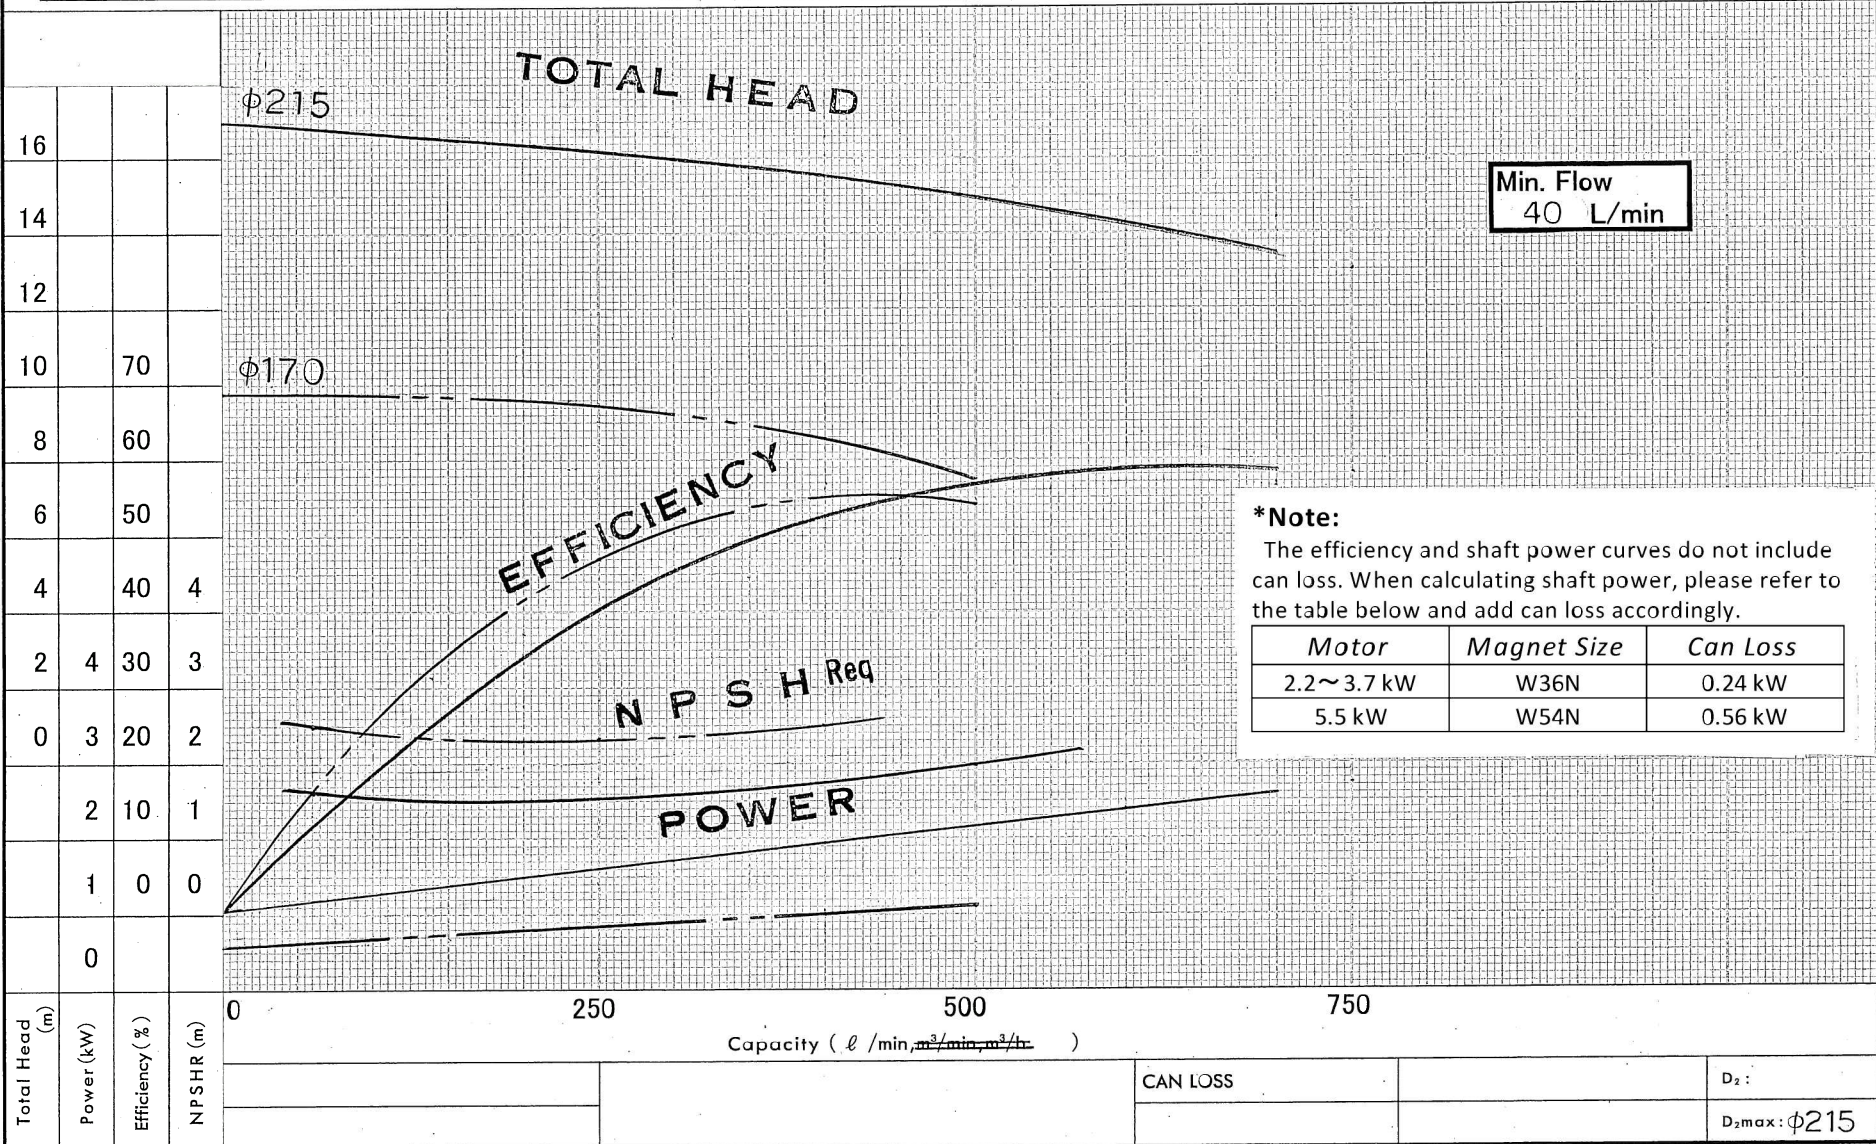 TOTAL HEAD
φ215
16
14
12
10 70
8 60
6 50
4 40 4
2 4 30 3
0 3 20 2
2 10 1
1 0 0
0
φ170
EFFICIENCY
NPSH Req
POWER
Min. Flow
40 L/min
*Note:
The efficiency and shaft power curves do not include
can loss. When calculating shaft power, please refer to
the table below and add can loss accordingly.
Motor Magnet Size Can Loss
2.2~3.7 kW W36N 0.24 kW
5.5 kW W54N 0.56 kW
0 250 500 750
Capacity ( ℓ /min,m³/min,m³/h )
Total Head (m)
Power (kW)
Efficiency (%)
NPSHR (m)
CAN LOSS
D₂ :
D₂max : φ215